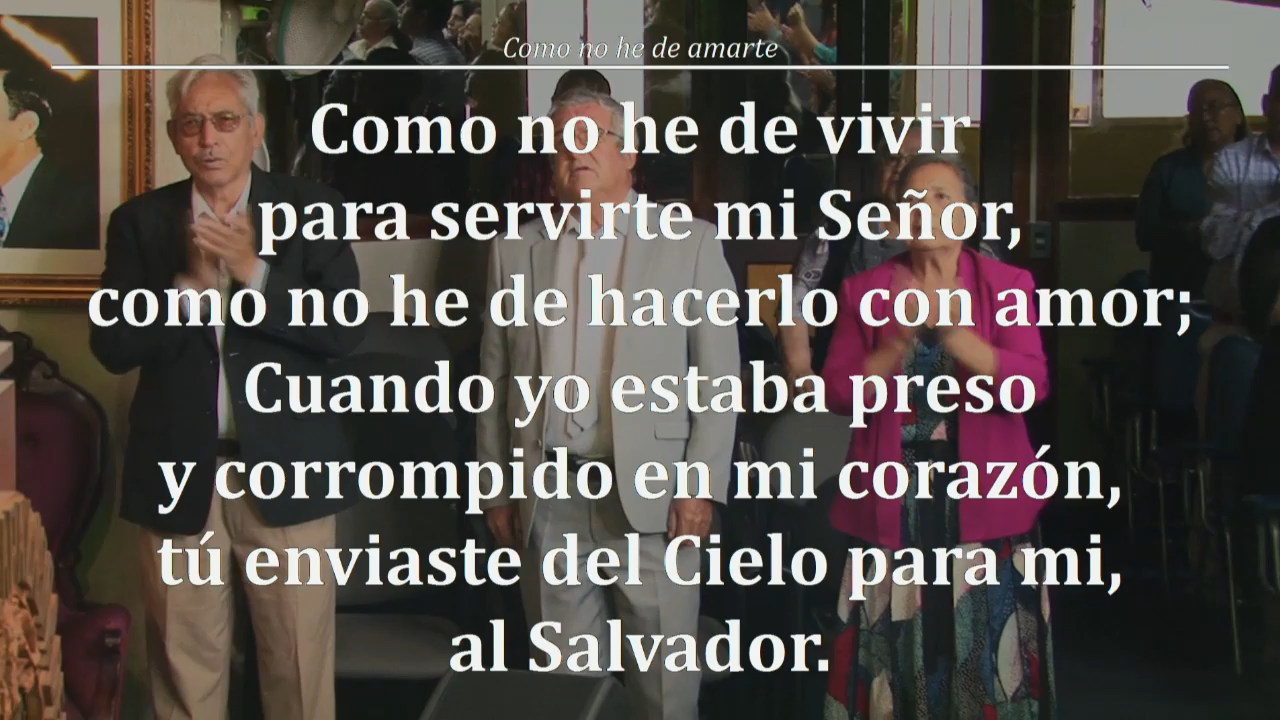 Como no he de amarte
Como no he de vivir
para servirte mi Señor,
como no he de hacerlo con amor;
Cuando yo estaba preso
y corrompido en mi corazón,
tú enviaste del Cielo para mi,
al Salvador.